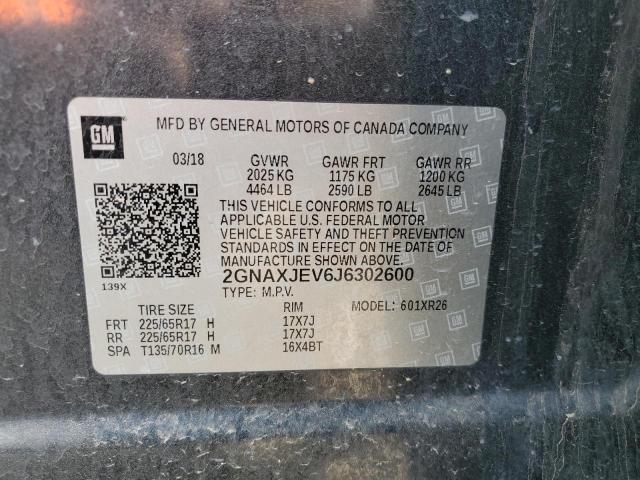 GM
MFD BY GENERAL MOTORS OF CANADA COMPANY
03/18 GVWR GAWR FRT GAWR RR
2025 KG 1175 KG 1200 KG
4464 LB 2590 LB 2645 LB
THIS VEHICLE CONFORMS TO ALL
APPLICABLE U.S. FEDERAL MOTOR
VEHICLE SAFETY AND THEFT PREVENTION
STANDARDS IN EFFECT ON THE DATE OF
MANUFACTURE SHOWN ABOVE.
139X
2GNAXJEV6J6302600
TYPE: M.P.V.
TIRE SIZE RIM MODEL: 601XR26
FRT 225/65R17 H 17X7J
RR 225/65R17 H 17X7J
SPA T135/70R16 M 16X4BT